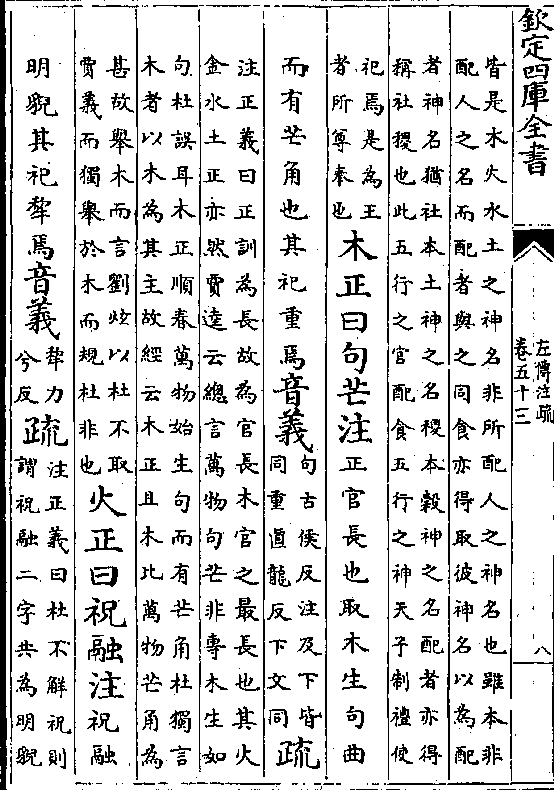 欽定四庫全書
左傳注疏
卷五十三
八
皆是木火水土之神名非所配人之神名也雖本非
配人之名而配者與之同食亦得取彼神名以為配
者神名猶社本土神之名稷本穀神之名配者亦得
稱社稷也此五行之官配食五行之神天子制禮使
祀焉是為王
者所尊奉也
木正曰句芒注正官長也取木生句曲
而有芒角也其祀重焉音義
句古侯反注及下皆
同重直龍反下文同
疏
注正義曰正訓為長故為官長木官之最長也其火
金水土正亦然賈逵云總言萬物句芒非專木生如
句杜誤耳木正順春萬物始生句而有芒角杜獨言
木者以木為其主故經云木正且木比萬物芒角為
甚故舉木而言劉炫以杜不取
賈義而獨舉於木而規杜非也
火正曰祝融注祝融
明貌其祀犂焉音義
犂力
兮反
疏
注正義曰杜不解祝則
謂祝融二字共為明貌